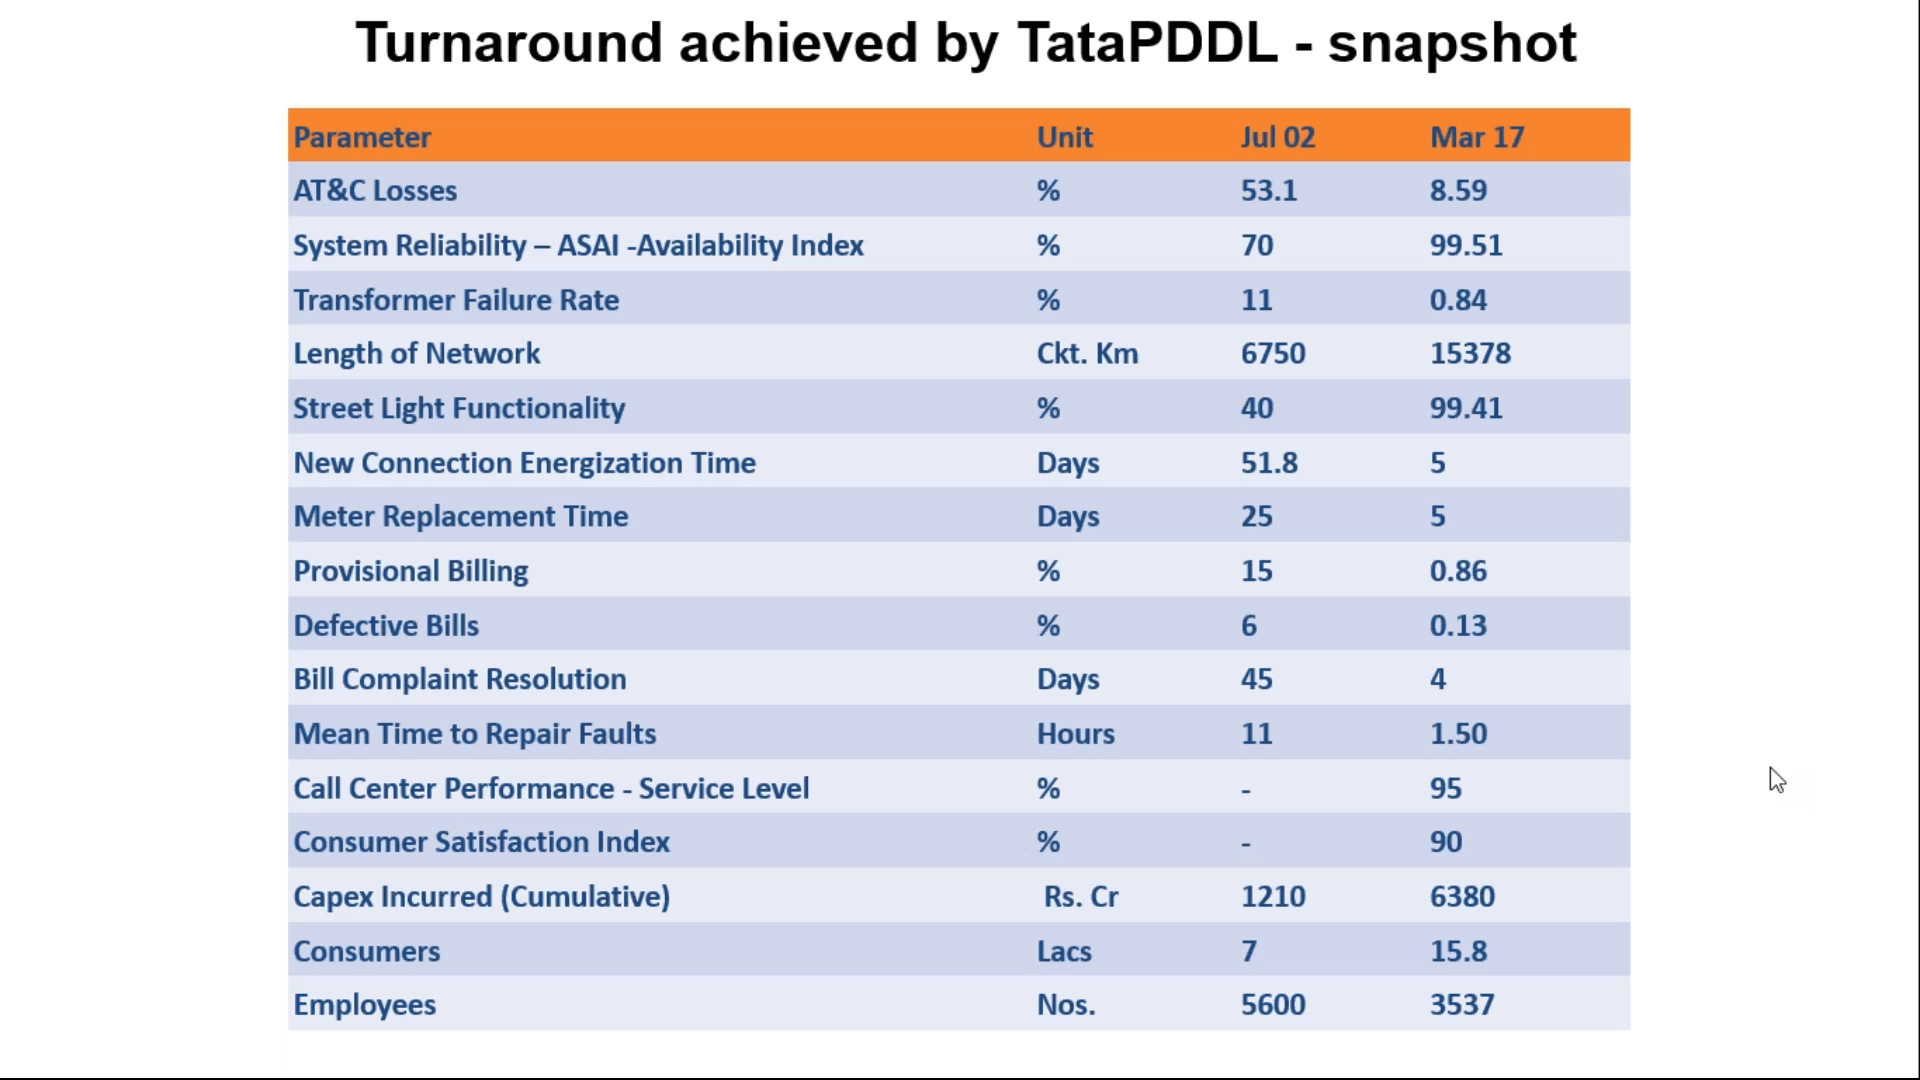 Turnaround achieved by TataPDDL - snapshot
Parameter Unit Jul 02 Mar 17
AT&C Losses % 53.1 8.59
System Reliability – ASAI -Availability Index % 70 99.51
Transformer Failure Rate % 11 0.84
Length of Network Ckt. Km 6750 15378
Street Light Functionality % 40 99.41
New Connection Energization Time Days 51.8 5
Meter Replacement Time Days 25 5
Provisional Billing % 15 0.86
Defective Bills % 6 0.13
Bill Complaint Resolution Days 45 4
Mean Time to Repair Faults Hours 11 1.50
Call Center Performance - Service Level % - 95
Consumer Satisfaction Index % - 90
Capex Incurred (Cumulative) Rs. Cr 1210 6380
Consumers Lacs 7 15.8
Employees Nos. 5600 3537